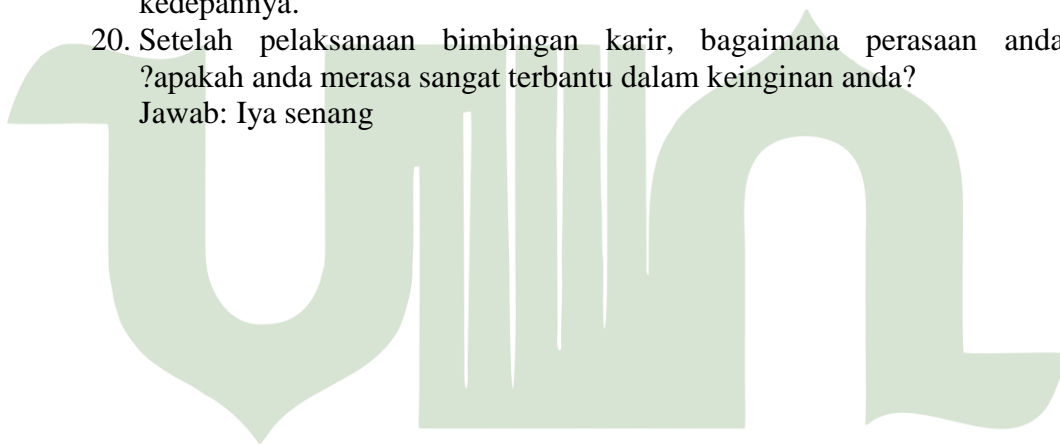 kedepannya.
20. Setelah pelaksanaan bimbingan karir, bagaimana perasaan anda
?apakah anda merasa sangat terbantu dalam keinginan anda?
Jawab: Iya senang